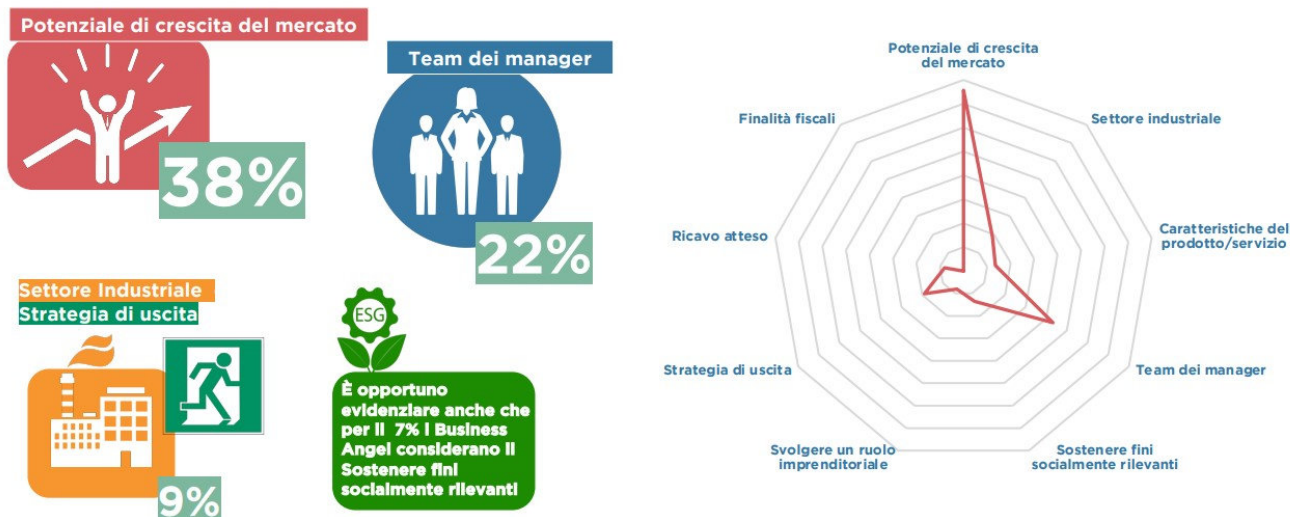 Potenziale di crescita del mercato
38%
Team dei manager
22%
Settore Industriale
Strategia di uscita
9%
ESG
È opportuno
evidenziare anche che
per il 7% i Business
Angel considerano il
Sostenere fini
socialmente rilevanti
Potenziale di crescita
del mercato
Settore industriale
Caratteristiche del
prodotto/servizio
Team dei manager
Sostenere fini
socialmente rilevanti
Svolgere un ruolo
imprenditoriale
Strategia di uscita
Ricavo atteso
Finalità fiscali